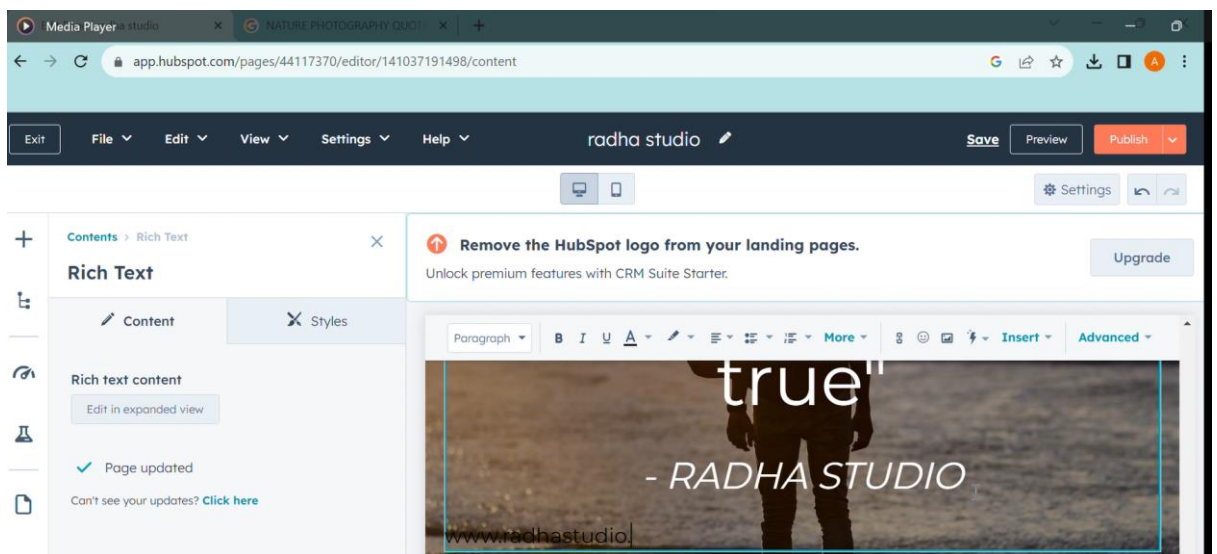 Media Player a studio × NATURE PHOTOGRAPHY QUOT × +
app.hubspot.com/pages/44117370/editor/141037191498/content A
Exit File Edit View Settings Help radha studio Save Preview Publish
Settings
Contents > Rich Text
Rich Text
Content Styles
Rich text content
Edit in expanded view
Page updated
Can't see your updates? Click here
Remove the HubSpot logo from your landing pages.
Unlock premium features with CRM Suite Starter.
Upgrade
Paragraph B I U A More Insert Advanced
true"
- RADHA STUDIO
www.radhastudio.